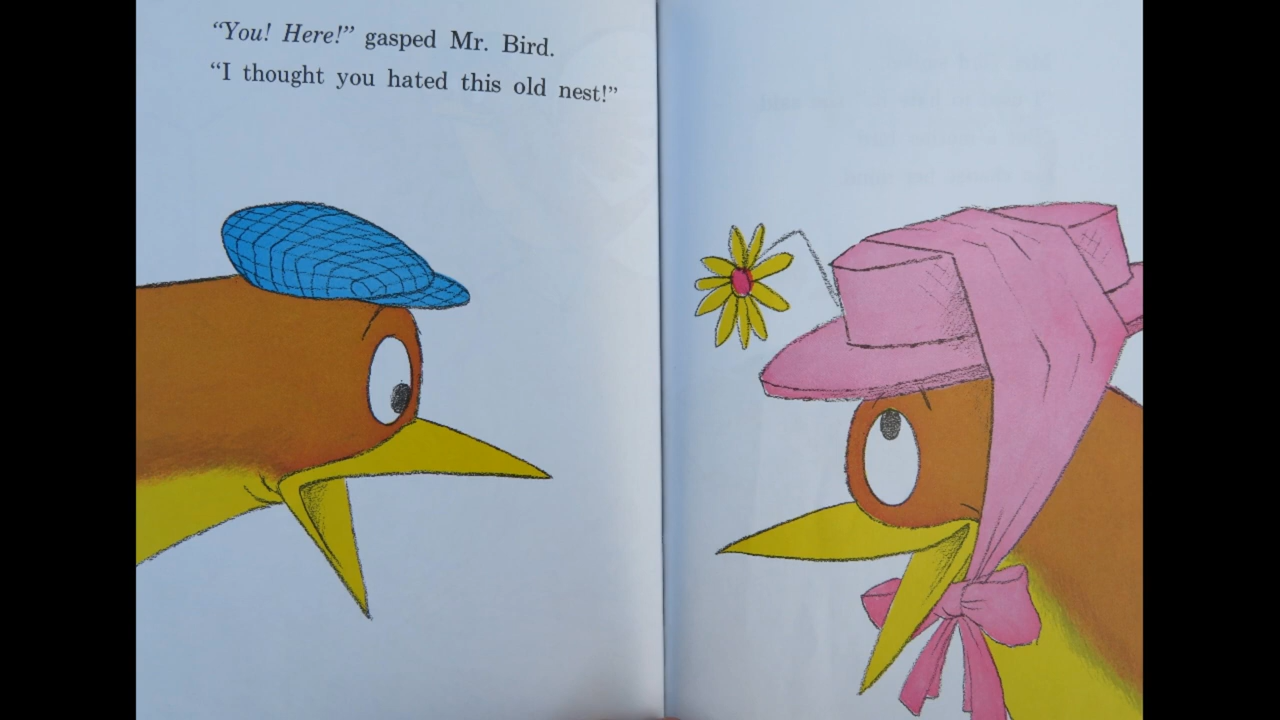 “You! Here!” gasped Mr. Bird.
“I thought you hated this old nest!”